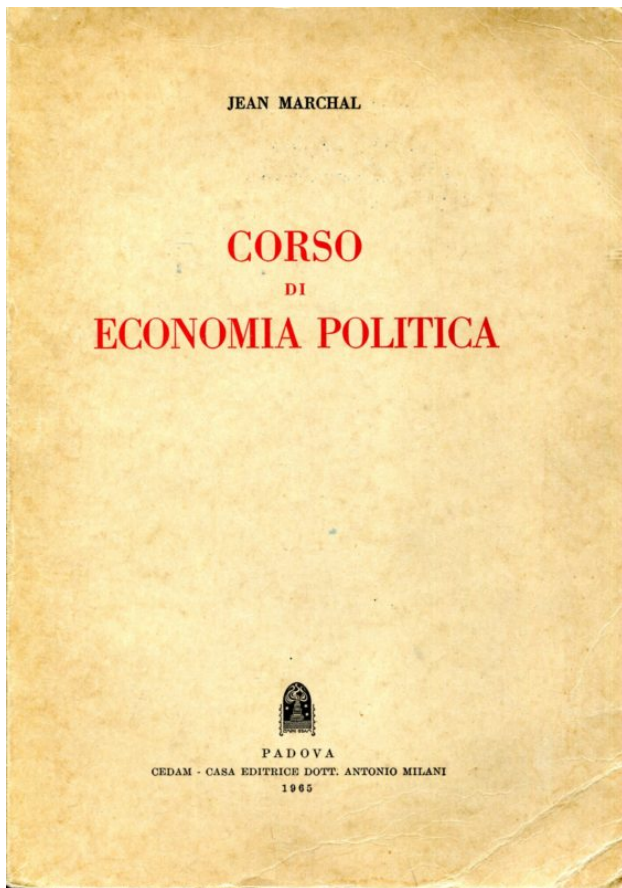 JEAN MARCHAL
CORSO
DI
ECONOMIA POLITICA
PADOVA
CEDAM - CASA EDITRICE DOTT. ANTONIO MILANI
1965